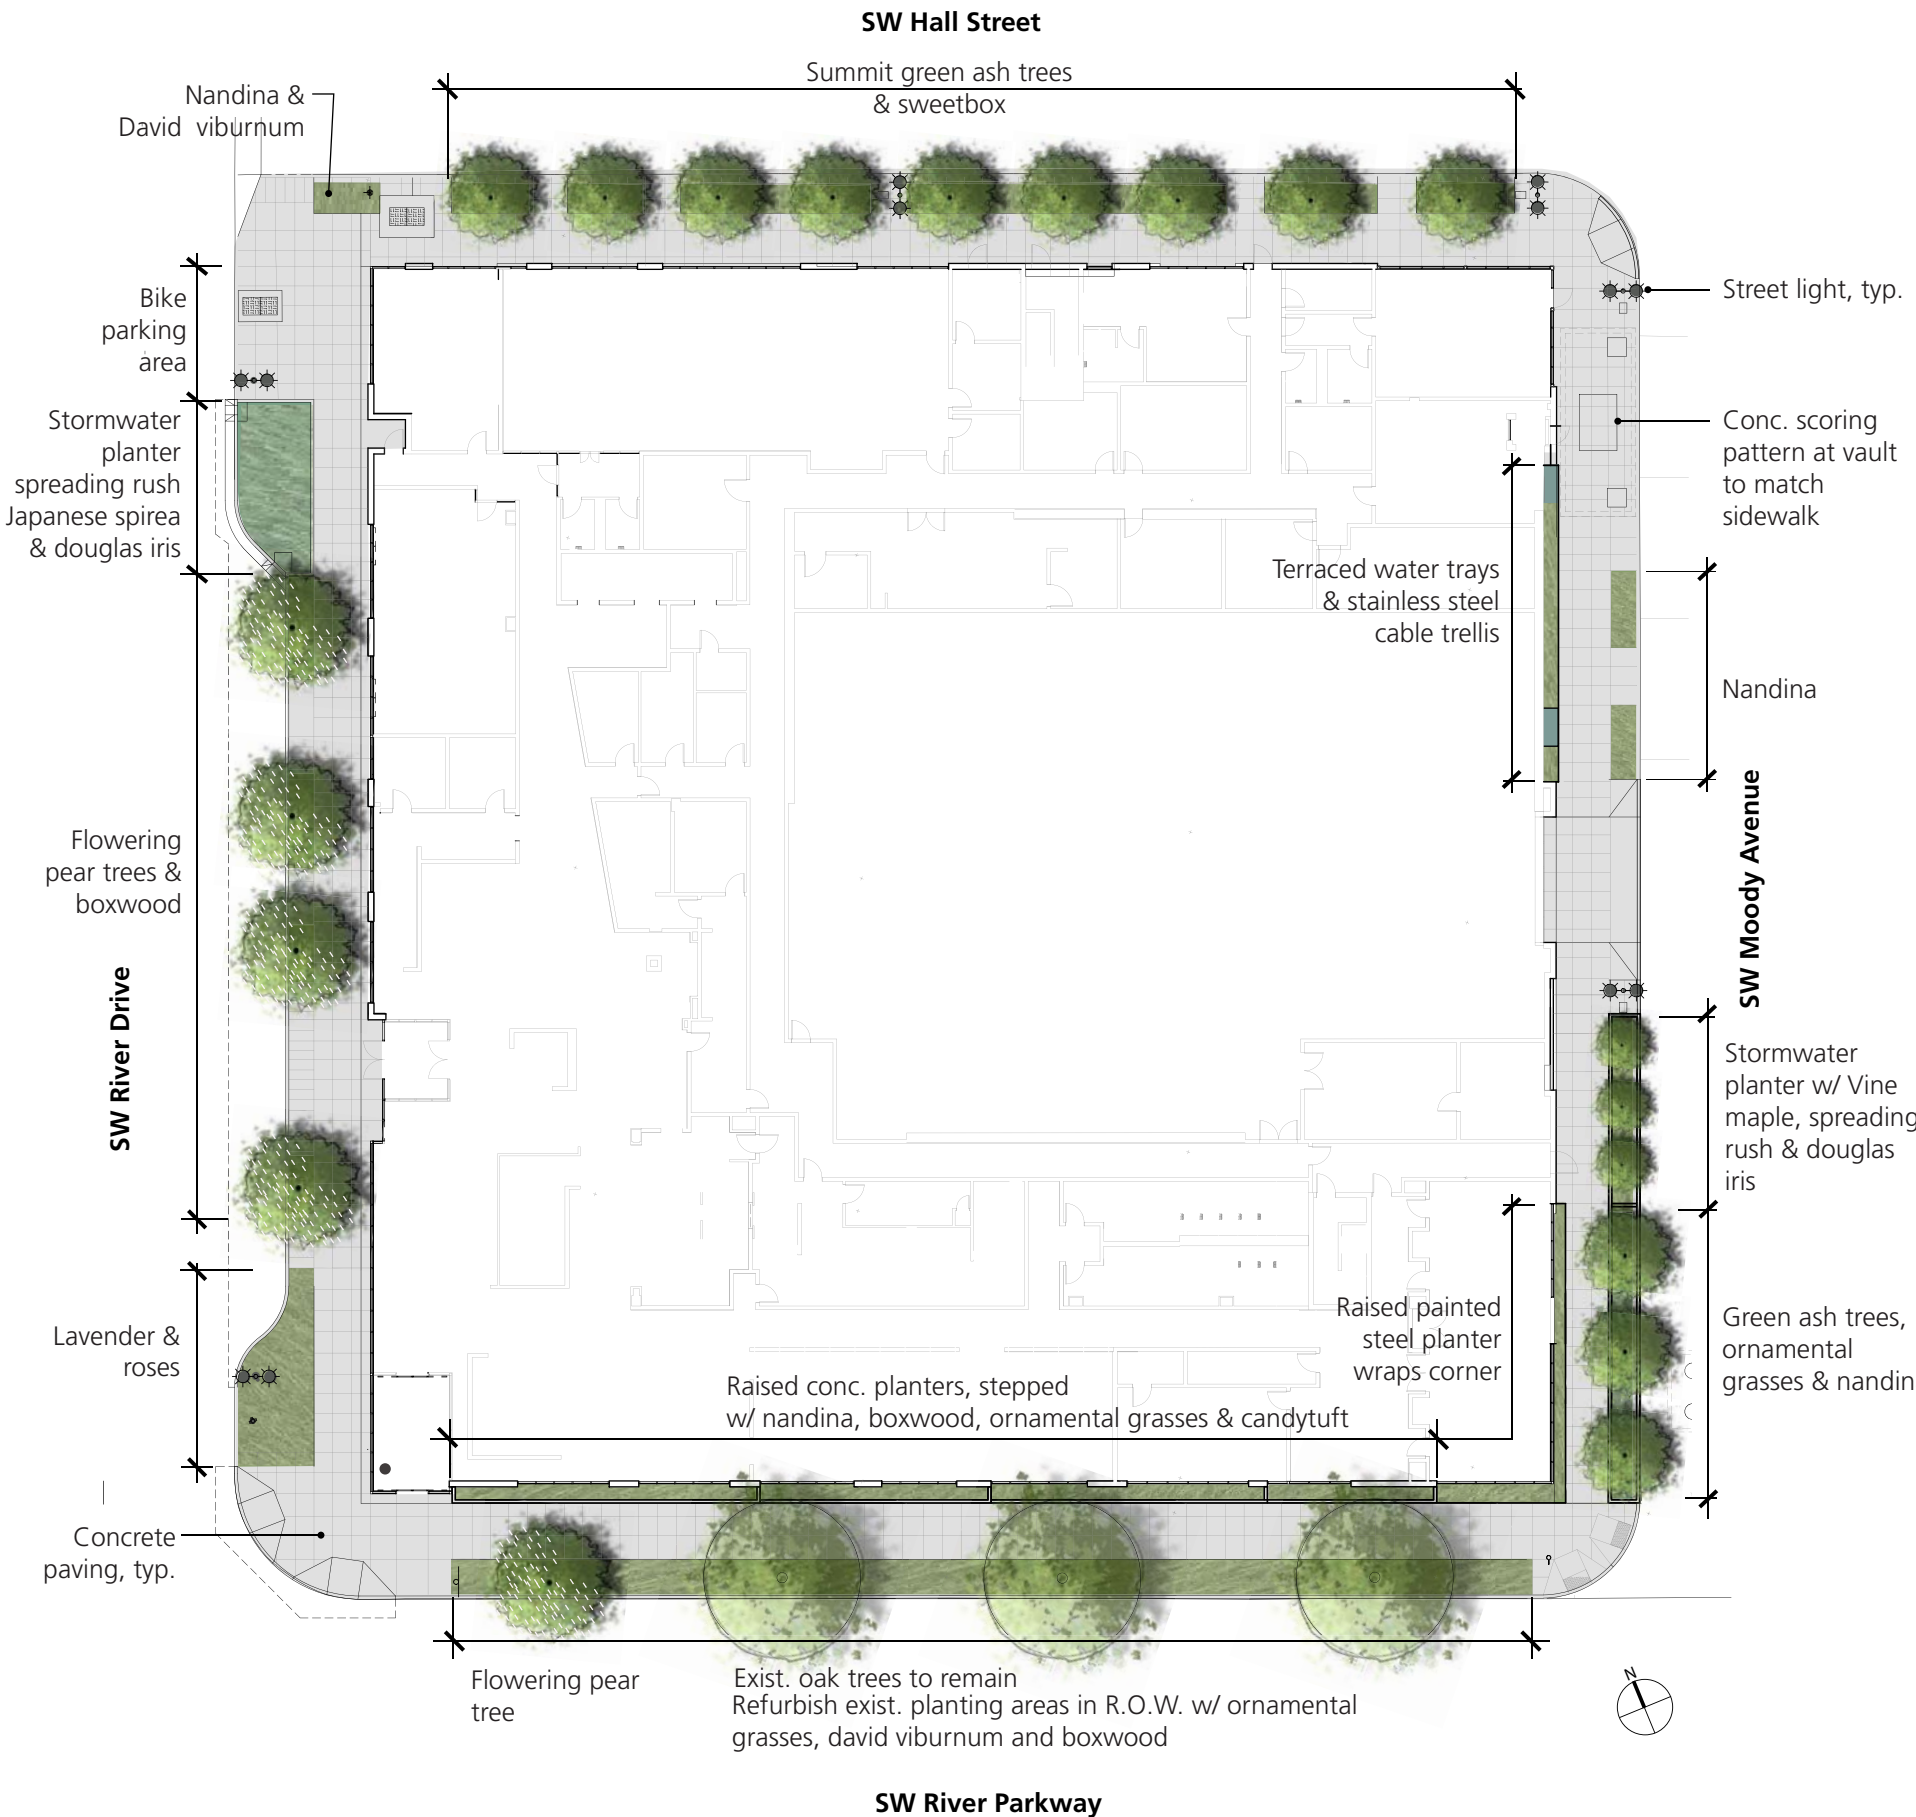 SW Hall Street
Summit green ash trees
& sweetbox
Nandina &
David viburnum
Bike
parking
area
Street light, typ.
Stormwater
planter
spreading rush
Japanese spirea
& douglas iris
Conc. scoring
pattern at vault
to match
sidewalk
Terraced water trays
& stainless steel
cable trellis
Nandina
Flowering
pear trees &
boxwood
SW Moody Avenue
SW River Drive
Stormwater
planter w/ Vine
maple, spreading
rush & douglas
iris
Lavender &
roses
Raised painted
steel planter
wraps corner
Green ash trees,
ornamental
grasses & nandin
Raised conc. planters, stepped
w/ nandina, boxwood, ornamental grasses & candytuft
Concrete
paving, typ.
Flowering pear
tree
Exist. oak trees to remain
Refurbish exist. planting areas in R.O.W. w/ ornamental
grasses, david viburnum and boxwood
N
SW River Parkway